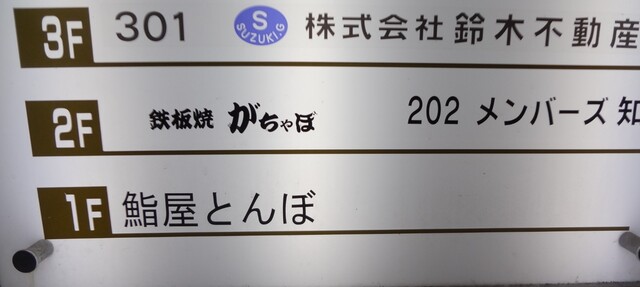 3F 301 S SUZUKI.G 株式会社鈴木不動産
2F 鉄板焼 がちゃぼ 202 メンバーズ 知
1F 鮨屋とんぼ